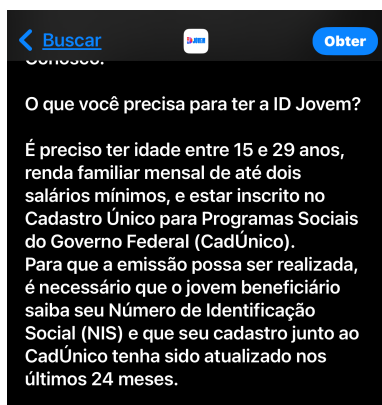 Buscar
Obter
Conosco.
O que você precisa para ter a ID Jovem?
É preciso ter idade entre 15 e 29 anos,
renda familiar mensal de até dois
salários mínimos, e estar inscrito no
Cadastro Único para Programas Sociais
do Governo Federal (CadÚnico).
Para que a emissão possa ser realizada,
é necessário que o jovem beneficiário
saiba seu Número de Identificação
Social (NIS) e que seu cadastro junto ao
CadÚnico tenha sido atualizado nos
últimos 24 meses.